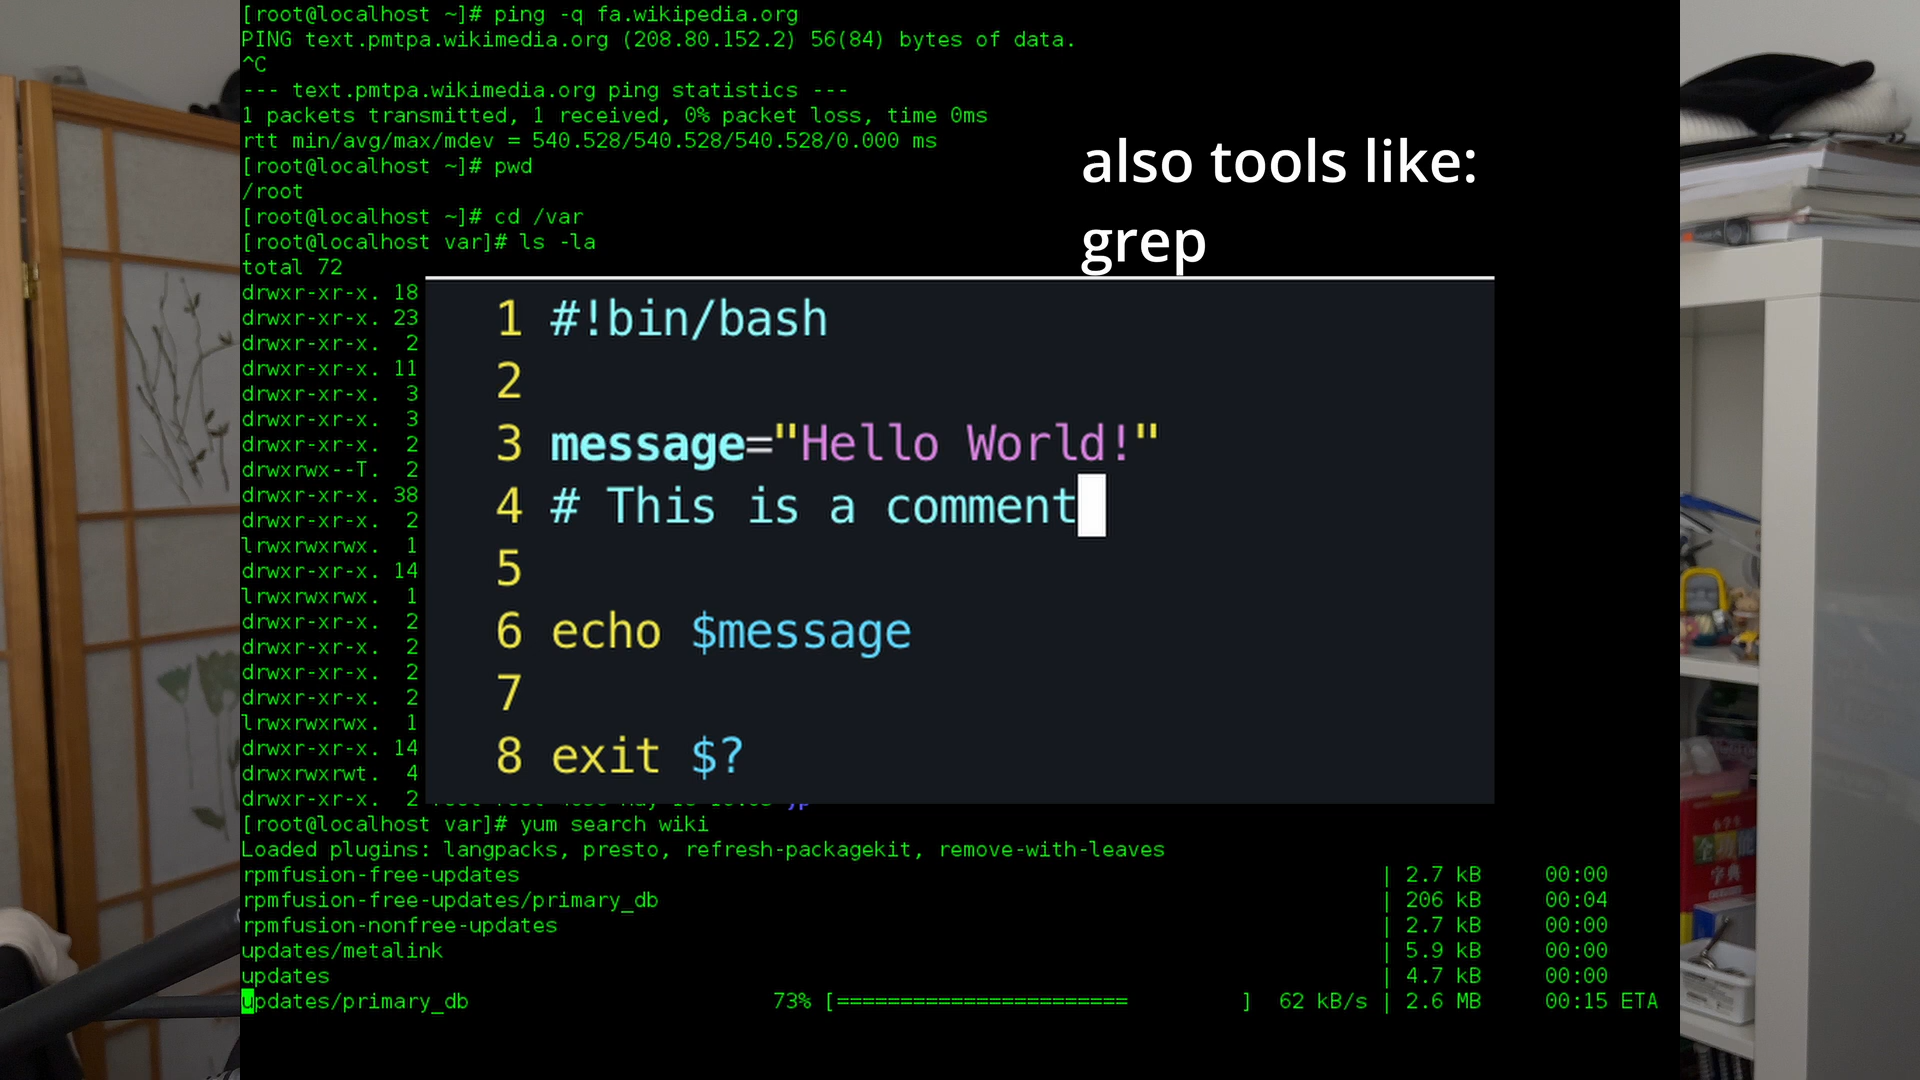 [root@localhost ~]# ping -q fa.wikipedia.org
PING text.pmtpa.wikimedia.org (208.80.152.2) 56(84) bytes of data.
^C
--- text.pmtpa.wikimedia.org ping statistics ---
1 packets transmitted, 1 received, 0% packet loss, time 0ms
rtt min/avg/max/mdev = 540.528/540.528/540.528/0.000 ms
[root@localhost ~]# pwd
/root
[root@localhost ~]# cd /var
[root@localhost var]# ls -la
total 72
also tools like:
grep
drwxr-xr-x. 18
drwxr-xr-x. 23
drwxr-xr-x. 2
drwxr-xr-x. 11
drwxr-xr-x. 3
drwxr-xr-x. 3
drwxr-xr-x. 2
drwxrwx--T. 2
drwxr-xr-x. 38
drwxr-xr-x. 2
lrwxrwxrwx. 1
drwxr-xr-x. 14
lrwxrwxrwx. 1
drwxr-xr-x. 2
drwxr-xr-x. 2
drwxr-xr-x. 2
drwxr-xr-x. 2
lrwxrwxrwx. 1
drwxr-xr-x. 14
drwxrwxrwt. 4
drwxr-xr-x. 2
1 #!bin/bash
2
3 message="Hello World!"
4 # This is a comment
5
6 echo $message
7
8 exit $?
[root@localhost var]# yum search wiki
Loaded plugins: langpacks, presto, refresh-packagekit, remove-with-leaves
rpmfusion-free-updates | 2.7 kB 00:00
rpmfusion-free-updates/primary_db | 206 kB 00:04
rpmfusion-nonfree-updates | 2.7 kB 00:00
updates/metalink | 5.9 kB 00:00
updates | 4.7 kB 00:00
updates/primary_db 73% [======================= ] 62 kB/s | 2.6 MB 00:15 ETA
小学生
全功能
字典